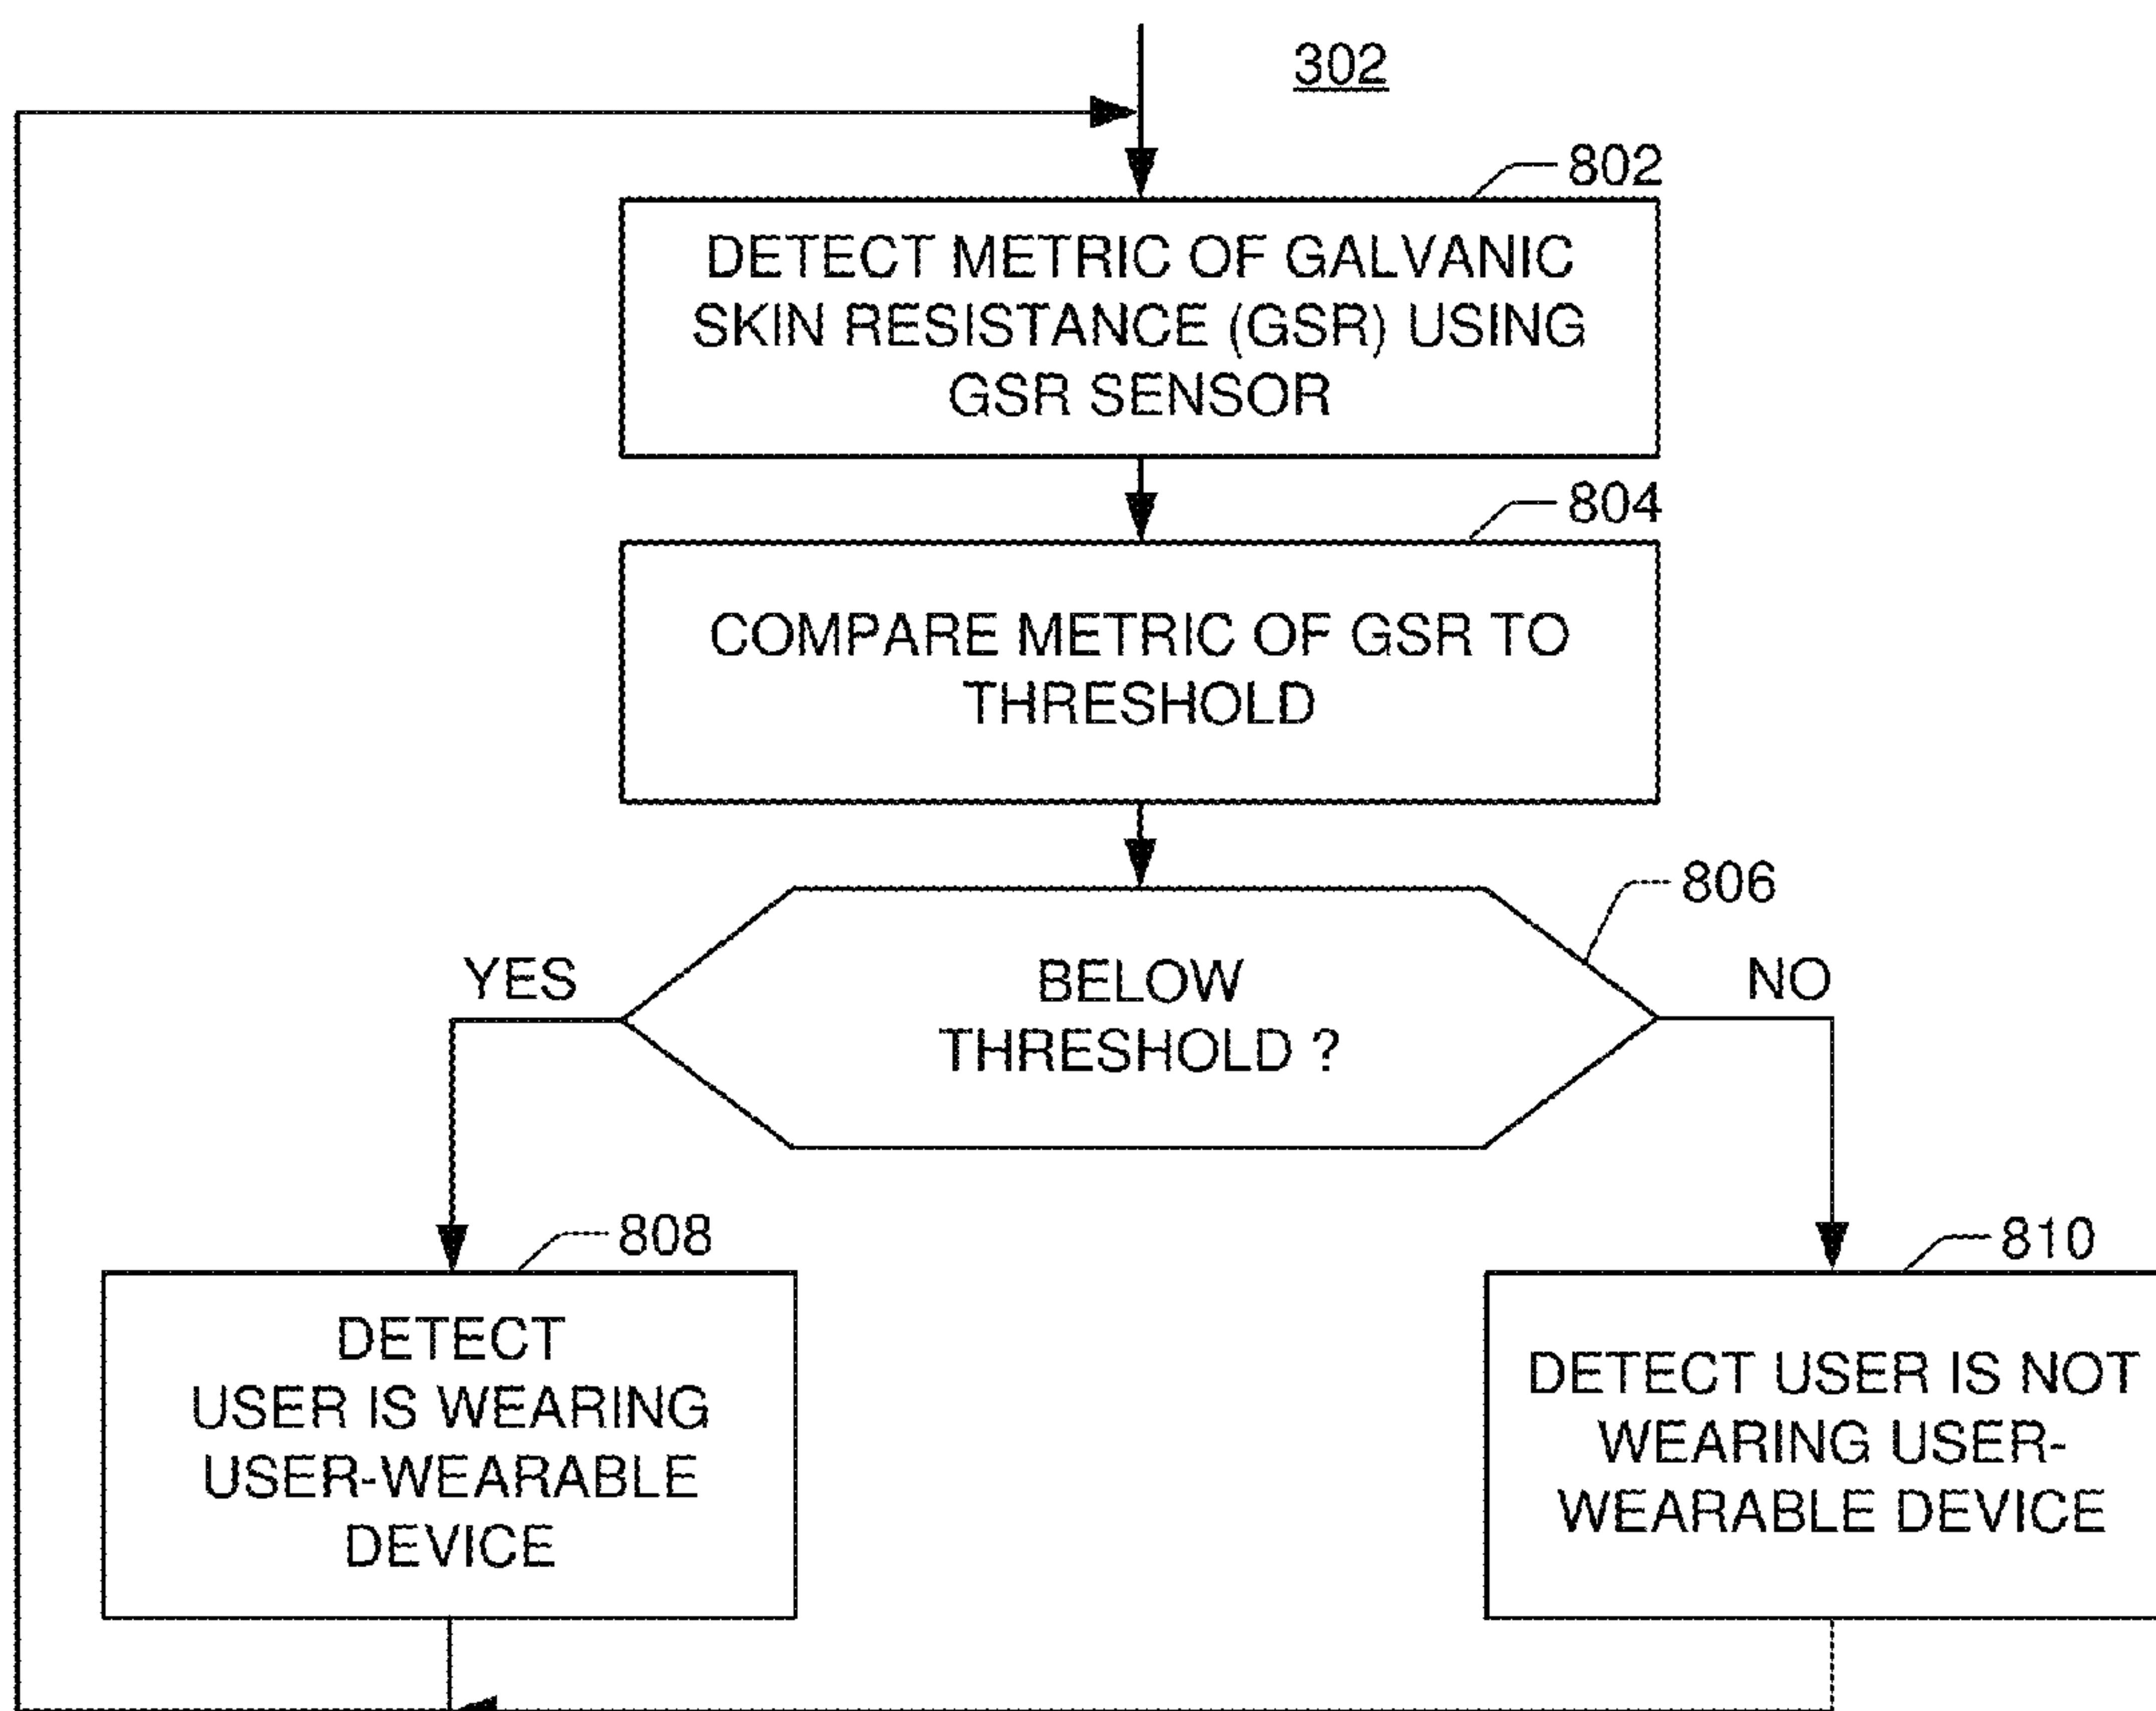 302
802
DETECT METRIC OF GALVANIC
SKIN RESISTANCE (GSR) USING
GSR SENSOR
804
COMPARE METRIC OF GSR TO
THRESHOLD
806
YES
BELOW
THRESHOLD ?
NO
808
DETECT
USER IS WEARING
USER-WEARABLE
DEVICE
810
DETECT USER IS NOT
WEARING USER-
WEARABLE DEVICE